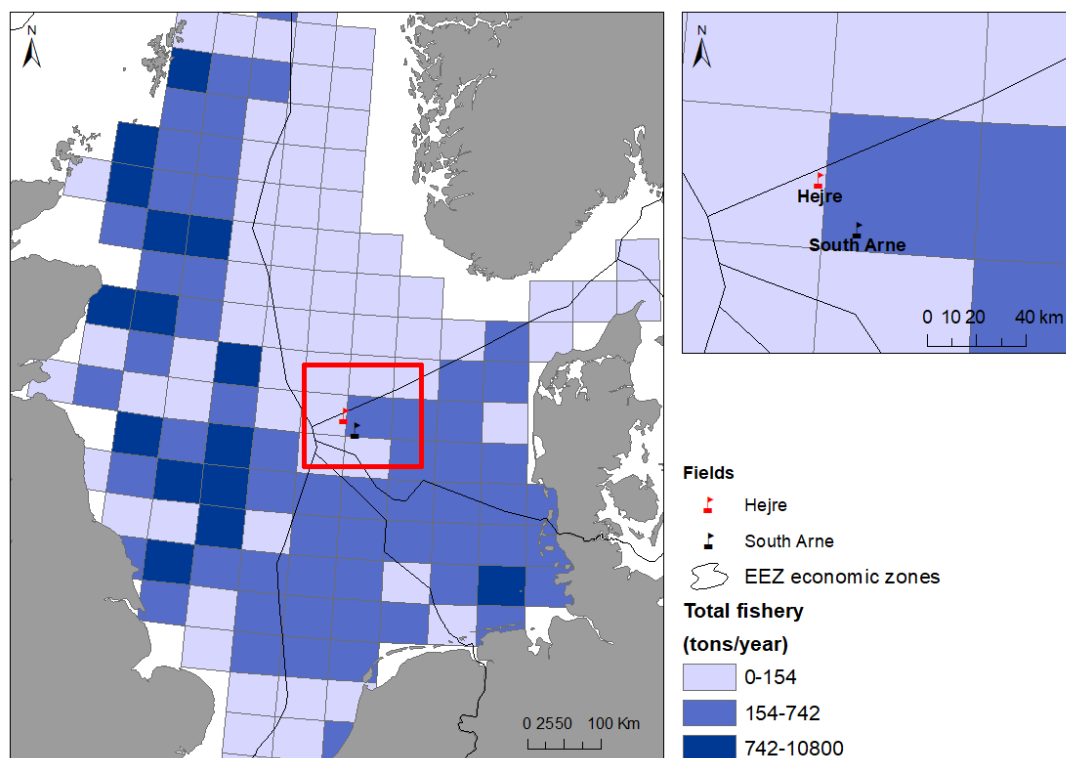 N
0 2550 100 Km
N
Hejre
South Arne
0 10 20 40 km
Fields
Hejre
South Arne
EEZ economic zones
Total fishery
(tons/year)
0-154
154-742
742-10800